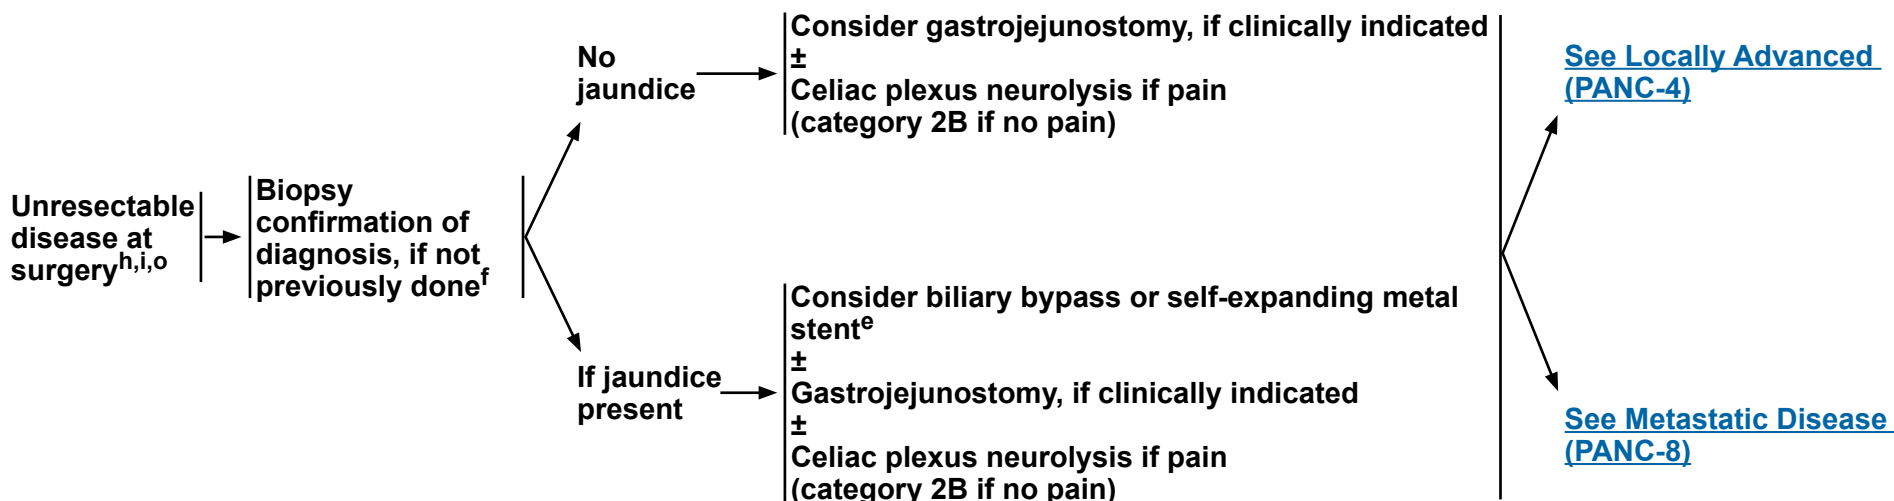 Unresectable
disease at
surgeryh,i,o
Biopsy
confirmation of
diagnosis, if not
previously donef
No
jaundice
Consider gastrojejunostomy, if clinically indicated
±
Celiac plexus neurolysis if pain
(category 2B if no pain)
If jaundice
present
Consider biliary bypass or self-expanding metal
stente
±
Gastrojejunostomy, if clinically indicated
±
Celiac plexus neurolysis if pain
(category 2B if no pain)
See Locally Advanced
(PANC-4)
See Metastatic Disease
(PANC-8)